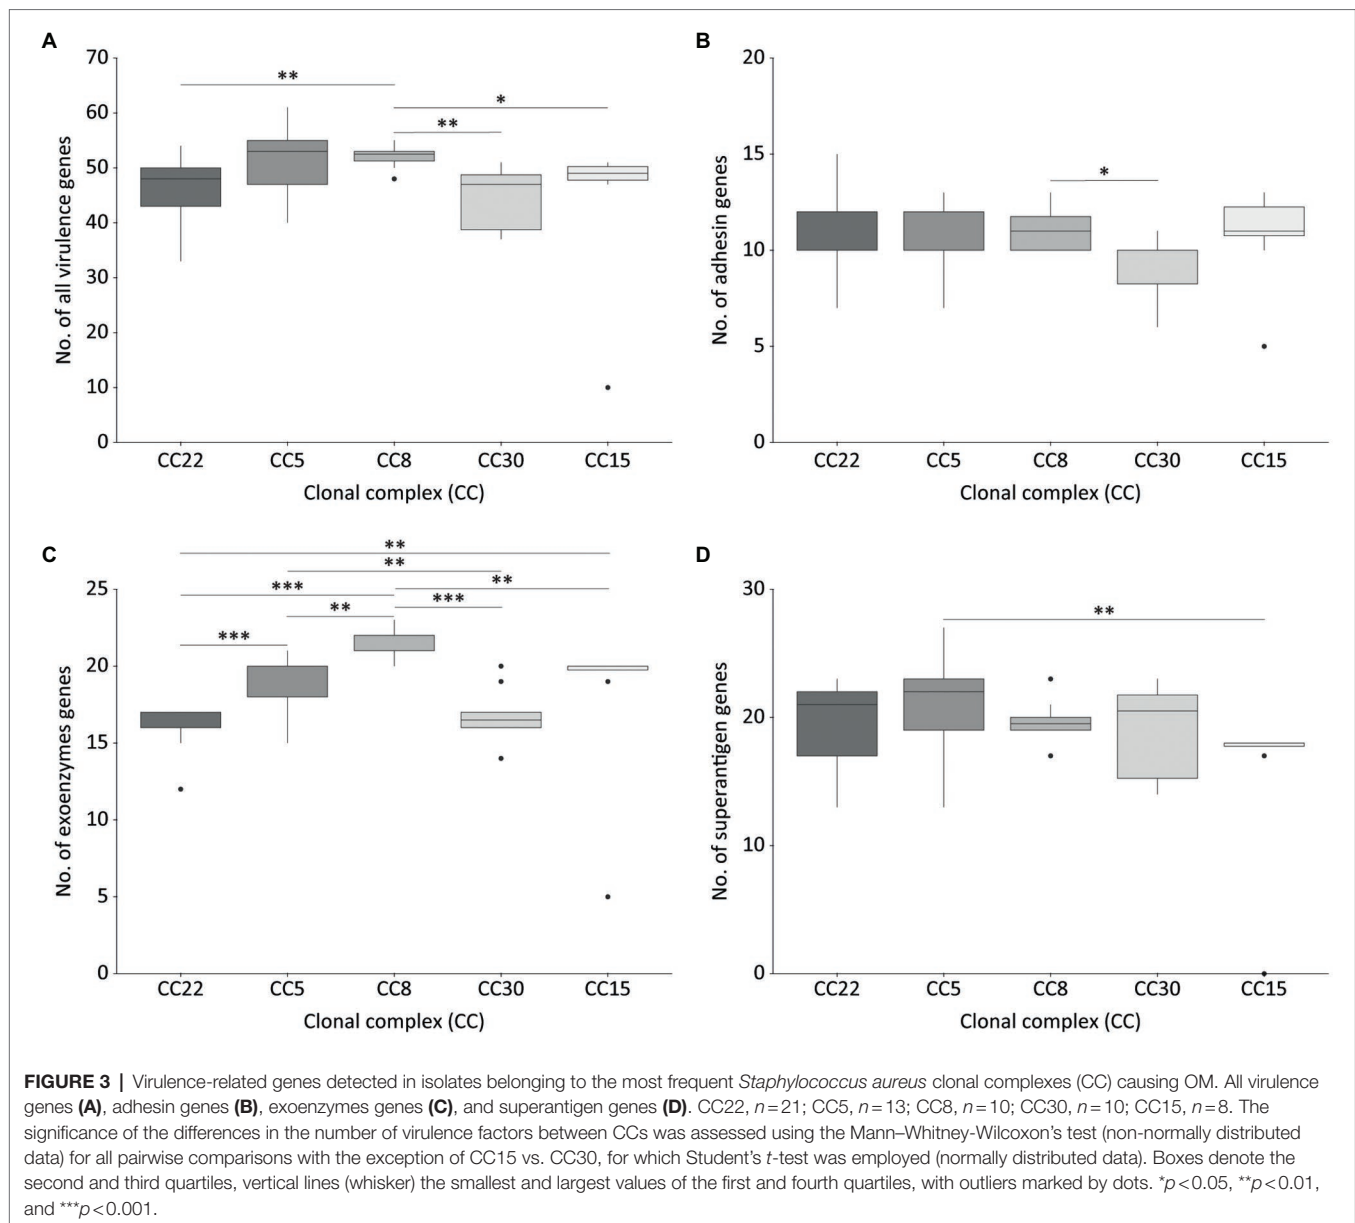 A
70
60
50
40
30
20
10
0
No. of all virulence genes
**
*
**
CC22 CC5 CC8 CC30 CC15
Clonal complex (CC)
B
20
15
10
5
0
No. of adhesin genes
*
CC22 CC5 CC8 CC30 CC15
Clonal complex (CC)
C
25
20
15
10
5
0
No. of exoenzymes genes
**
**
***
**
**
***
***
CC22 CC5 CC8 CC30 CC15
Clonal complex (CC)
D
30
20
10
0
No. of superantigen genes
**
CC22 CC5 CC8 CC30 CC15
Clonal complex (CC)
FIGURE 3 | Virulence-related genes detected in isolates belonging to the most frequent Staphylococcus aureus clonal complexes (CC) causing OM. All virulence
genes (A), adhesin genes (B), exoenzymes genes (C), and superantigen genes (D). CC22, n=21; CC5, n=13; CC8, n=10; CC30, n=10; CC15, n=8. The
significance of the differences in the number of virulence factors between CCs was assessed using the Mann–Whitney-Wilcoxon's test (non-normally distributed
data) for all pairwise comparisons with the exception of CC15 vs. CC30, for which Student's t-test was employed (normally distributed data). Boxes denote the
second and third quartiles, vertical lines (whisker) the smallest and largest values of the first and fourth quartiles, with outliers marked by dots. *p<0.05, **p<0.01,
and ***p<0.001.